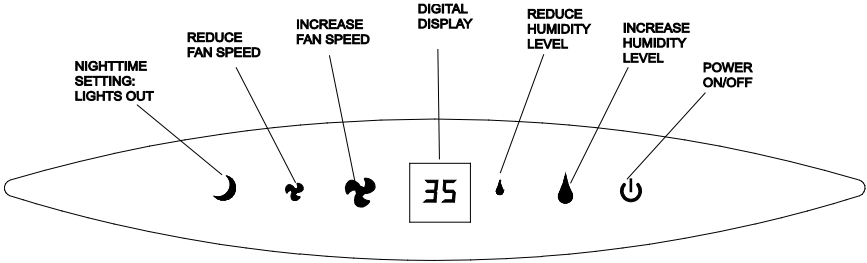 NIGHTTIME
SETTING:
LIGHTS OUT
REDUCE
FAN SPEED
INCREASE
FAN SPEED
DIGITAL
DISPLAY
REDUCE
HUMIDITY
LEVEL
INCREASE
HUMIDITY
LEVEL
POWER
ON/OFF
35